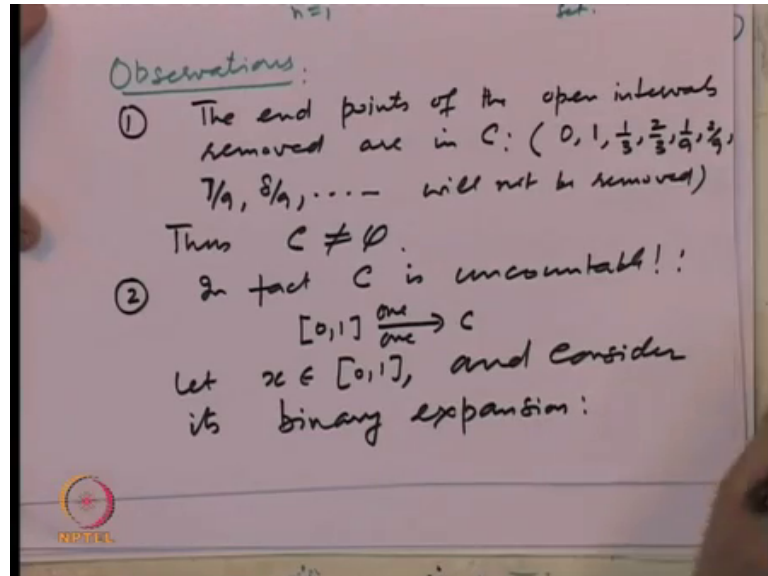 n=1 set.
Observations:
① The end points of the open intervals
removed are in C: ( 0, 1, 1/3, 2/3, 1/9, 2/9,
7/9, 8/9, ..... will not be removed)
Thus C ≠ φ.
② In fact C is uncountable!!
[0,1] one/one → C
Let x ∈ [0,1], and consider
its binary expansion:
NPTEL